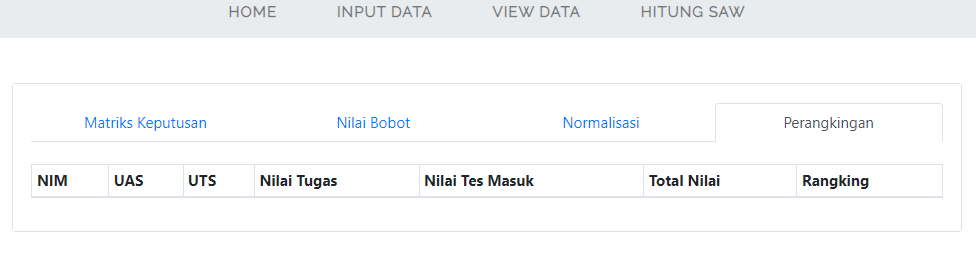 HOME INPUT DATA VIEW DATA HITUNG SAW
Matriks Keputusan Nilai Bobot Normalisasi Perangkingan
NIM UAS UTS Nilai Tugas Nilai Tes Masuk Total Nilai Rangking